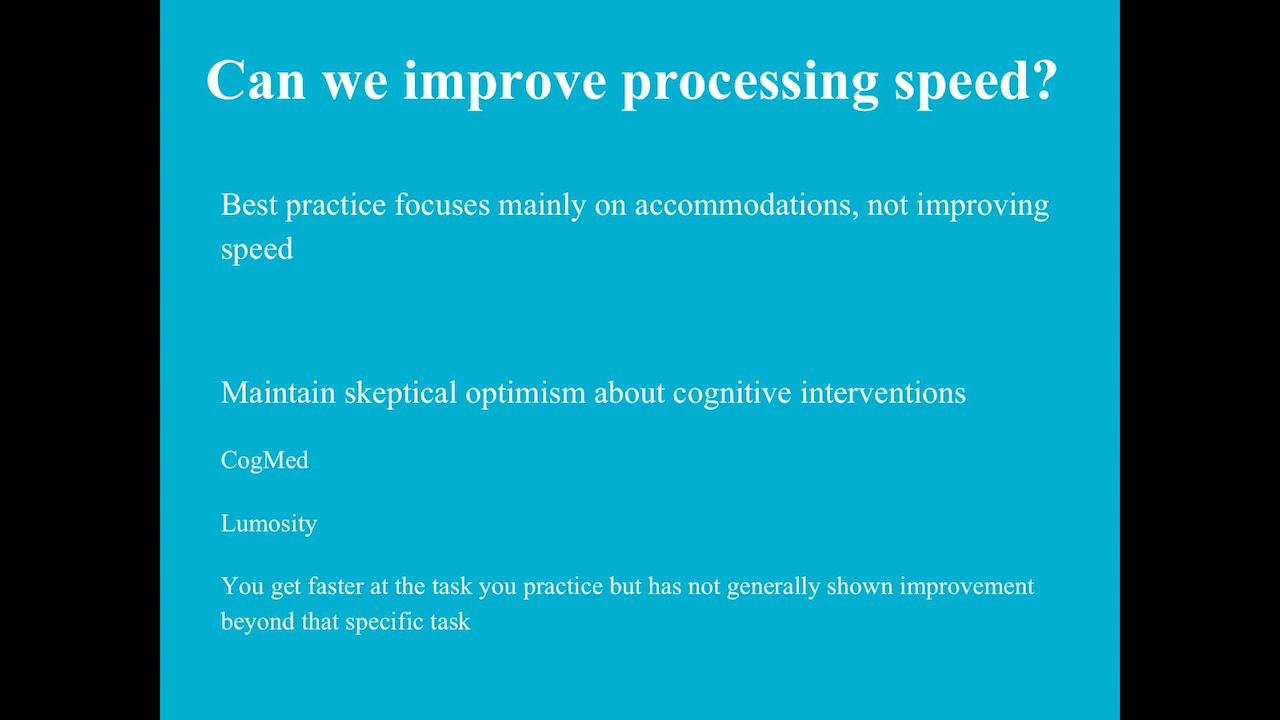 Can we improve processing speed?
Best practice focuses mainly on accommodations, not improving
speed
Maintain skeptical optimism about cognitive interventions
CogMed
Lumosity
You get faster at the task you practice but has not generally shown improvement
beyond that specific task